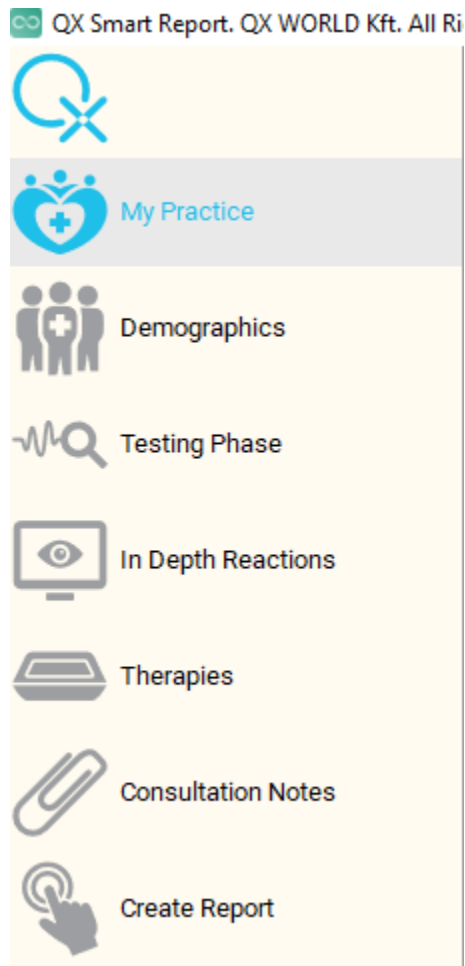 QX Smart Report. QX WORLD Kft. All
My Practice
Demographics
Testing Phase
In Depth Reactions
Therapies
Consultation Notes
Create Report